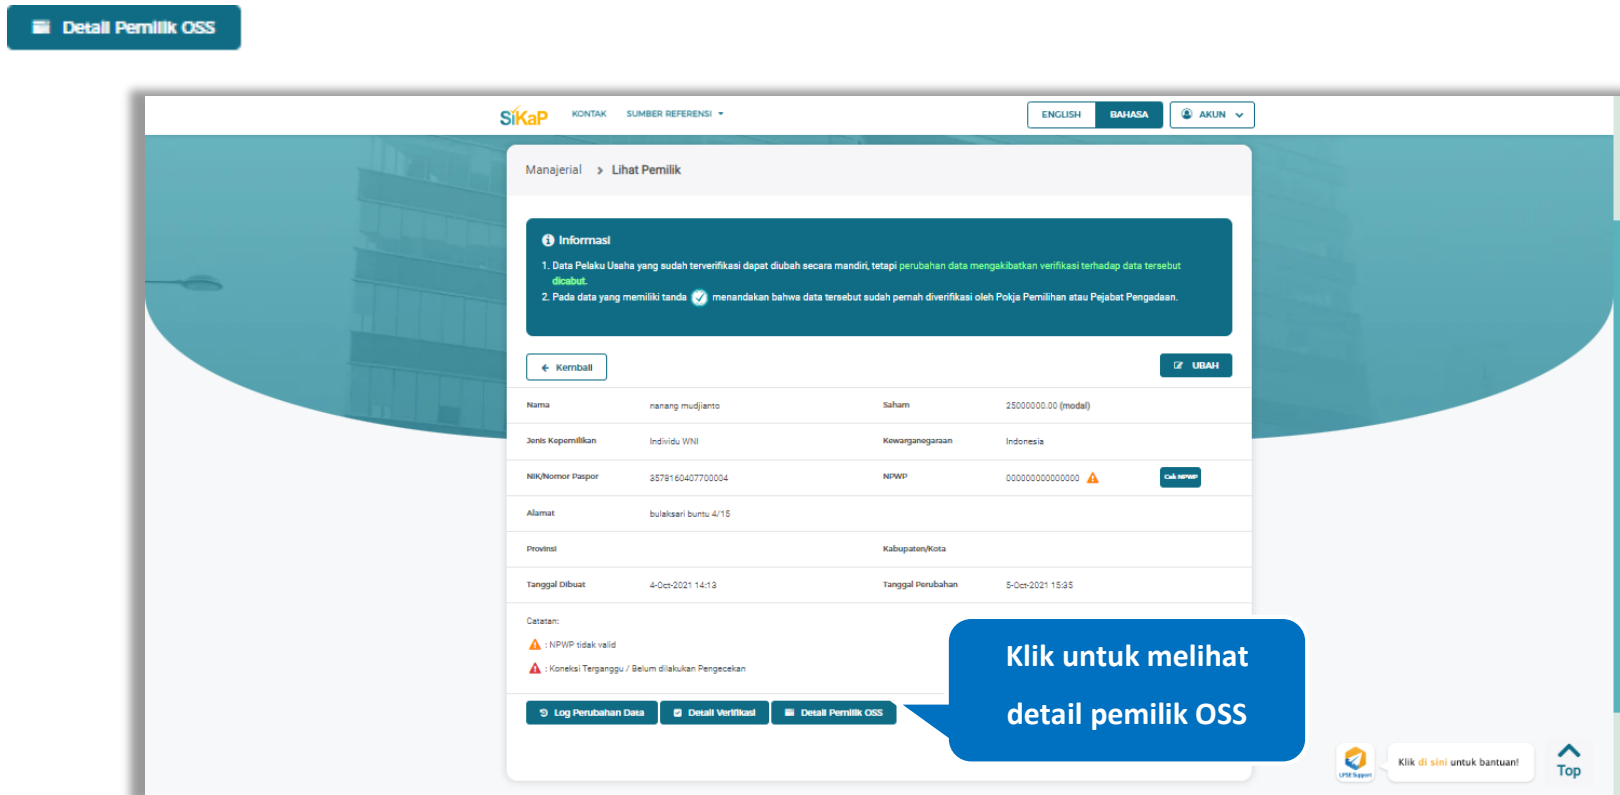 Detail Pemilik OSS
SiKaP KONTAK SUMBER REFERENSI ENGLISH BAHASA AKUN
Manajerial > Lihat Pemilik
Informasi
1. Data Pelaku Usaha yang sudah terverifikasi dapat diubah secara mandiri, tetapi perubahan data mengakibatkan verifikasi terhadap data tersebut
dicabut.
2. Pada data yang memiliki tanda menandakan bahwa data tersebut sudah pernah diverifikasi oleh Pokja Pemilihan atau Pejabat Pengadaan.
Kembali UBAH
Nama nanang mudjianto Saham 25000000.00 (modal)
Jenis Kepemilikan Individu WNI Kewarganegaraan Indonesia
NIK/Nomor Paspor 3578160407700004 NPWP 000000000000000 Cek NPWP
Alamat bulaksari buntu 4/15
Provinsi Kabupaten/Kota
Tanggal Dibuat 4-Oct-2021 14:13 Tanggal Perubahan 5-Oct-2021 15:35
Catatan:
: NPWP tidak valid
: Koneksi Terganggu / Belum dilakukan Pengecekan
Log Perubahan Data Detail Verifikasi Detail Pemilik OSS
Klik untuk melihat
detail pemilik OSS
LPSE Support Klik di sini untuk bantuan! Top